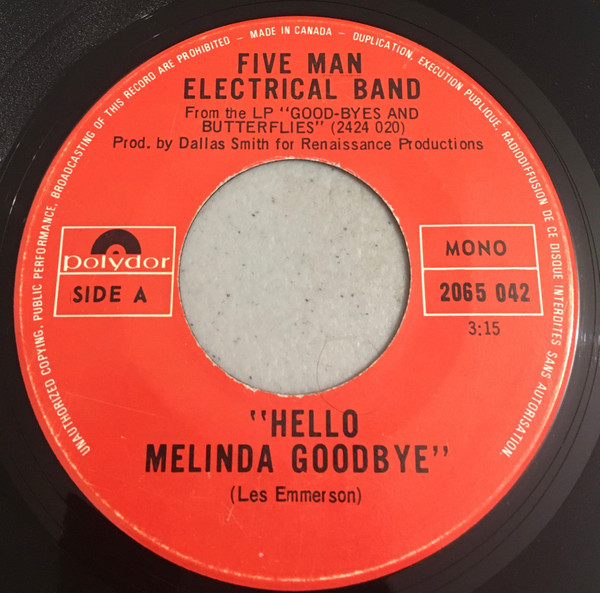 UNAUTHORIZED COPYING, PUBLIC PERFORMANCE, BROADCASTING OF THIS RECORD ARE PROHIBITED – MADE IN CANADA – DUPLICATION, EXECUTION PUBLIQUE, RADIODIFFUSION DE CE DISQUE INTERDITES SANS AUTORISATION.
FIVE MAN
ELECTRICAL BAND
From the LP "GOOD-BYES AND
BUTTERFLIES" (2424 020)
Prod. by Dallas Smith for Renaissance Productions
polydor
SIDE A
MONO
2065 042
3:15
"HELLO
MELINDA GOODBYE"
(Les Emmerson)